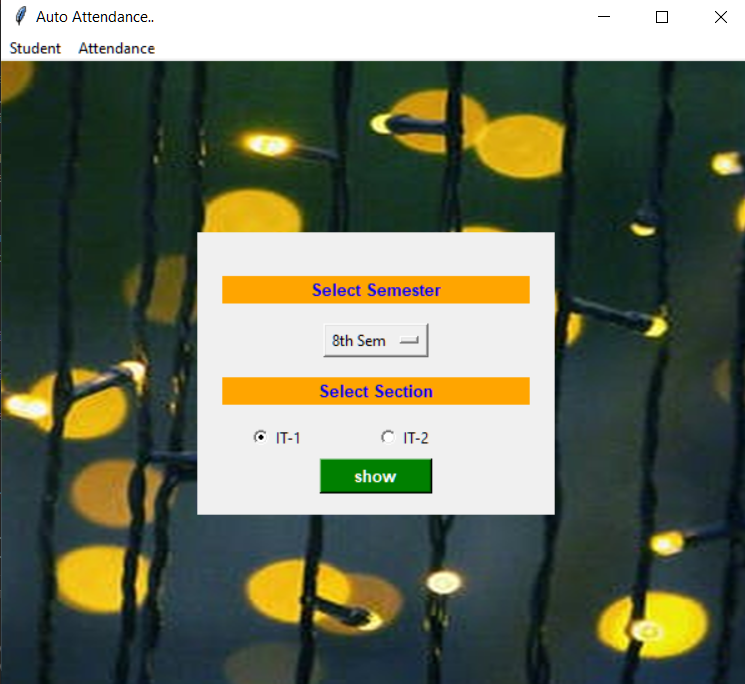 Auto Attendance..
Student Attendance
Select Semester
8th Sem
Select Section
IT-1 IT-2
show